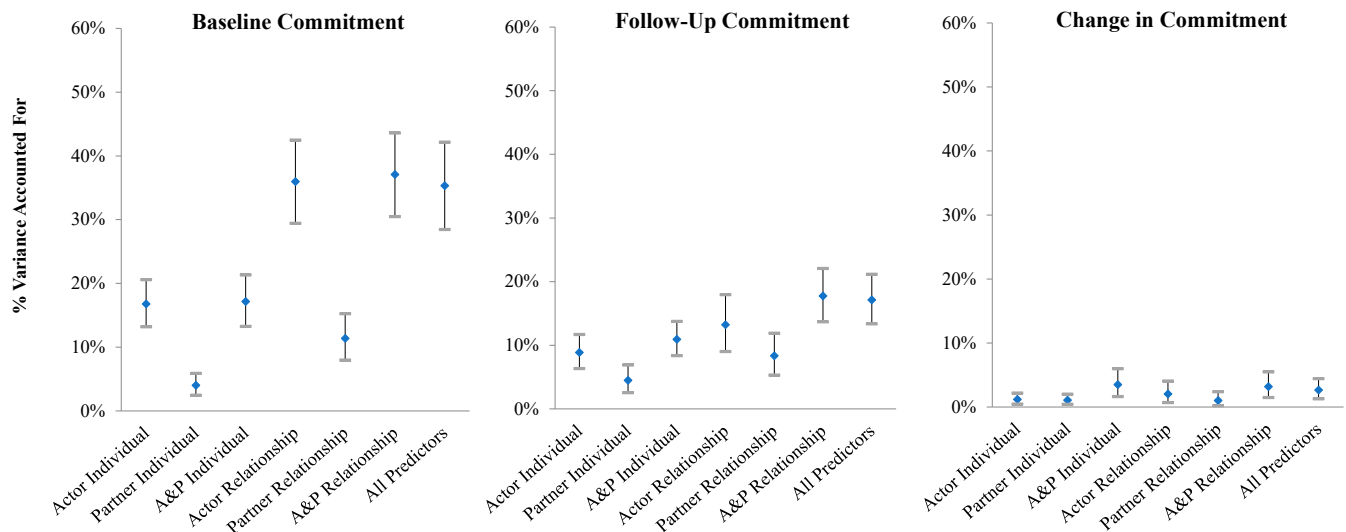 Baseline Commitment
% Variance Accounted For
60%
50%
40%
30%
20%
10%
0%
Actor Individual
Partner Individual
A&P Individual
Actor Relationship
Partner Relationship
A&P Relationship
All Predictors
Follow-Up Commitment
60%
50%
40%
30%
20%
10%
0%
Actor Individual
Partner Individual
A&P Individual
Actor Relationship
Partner Relationship
A&P Relationship
All Predictors
Change in Commitment
60%
50%
40%
30%
20%
10%
0%
Actor Individual
Partner Individual
A&P Individual
Actor Relationship
Partner Relationship
A&P Relationship
All Predictors